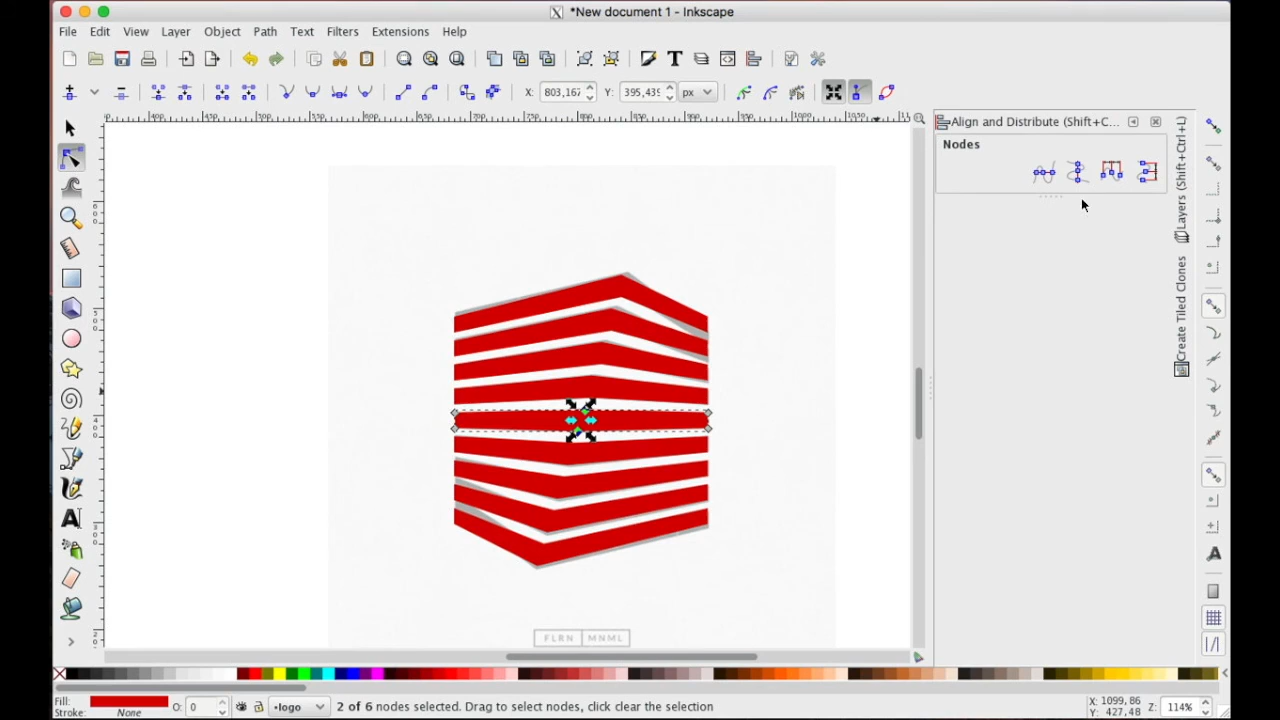 *New document 1 - Inkscape
File Edit View Layer Object Path Text Filters Extensions Help
X: 803,167 Y: 395,439 px
Align and Distribute (Shift+C...
Nodes
Layers (Shift+Ctrl+L)
Create Tiled Clones
FLRN MNML
Fill: O: 0 •logo 2 of 6 nodes selected. Drag to select nodes, click clear the selection X: 1099,86 Z: 114%
Stroke: None Y: 427,48